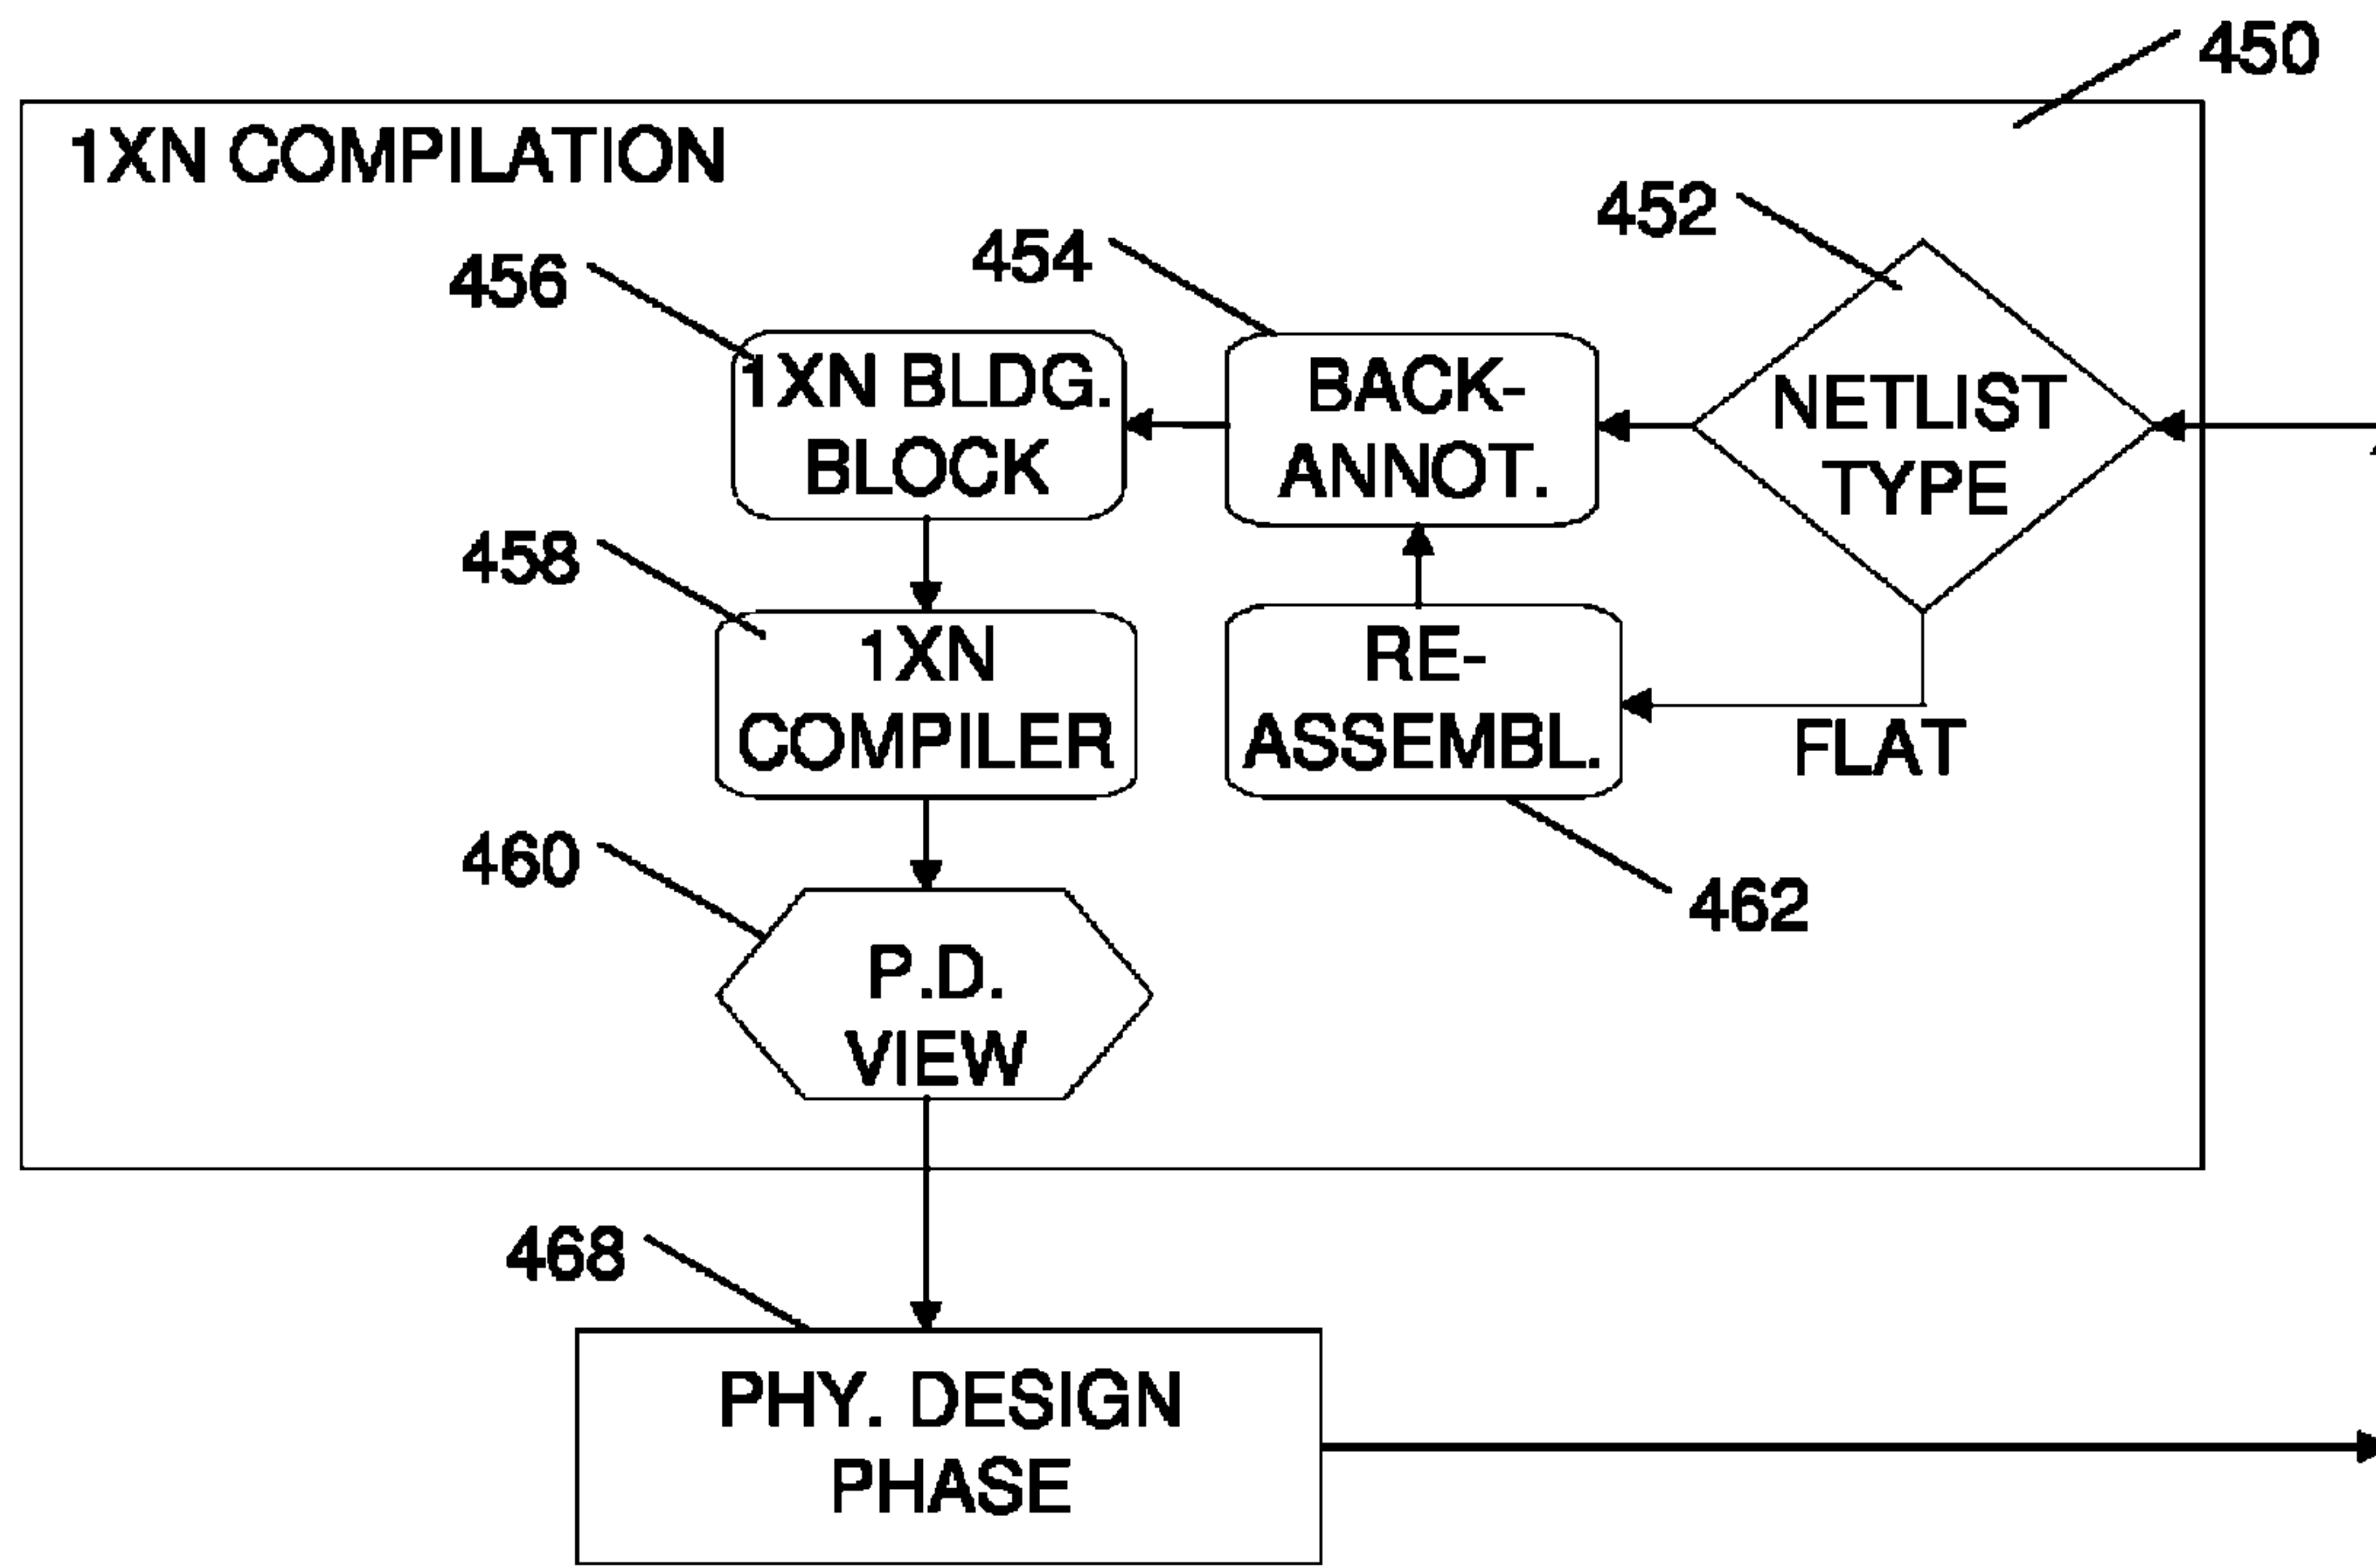 450
1XN COMPILATION
452
454
456
NETLIST
TYPE
BACK-
ANNOT.
1XN BLDG.
BLOCK
458
1XN
COMPILER
RE-
ASSEMBL.
FLAT
460
462
P.D.
VIEW
468
PHY. DESIGN
PHASE